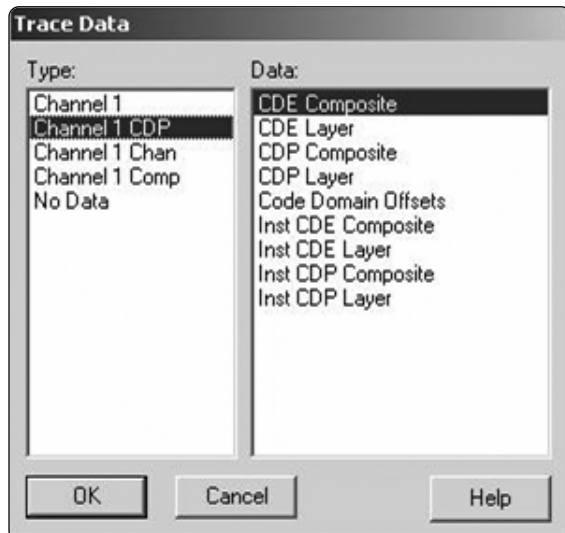 Trace Data
Type:
Channel 1
Channel 1 CDP
Channel 1 Chan
Channel 1 Comp
No Data
Data:
CDE Composite
CDE Layer
CDP Composite
CDP Layer
Code Domain Offsets
Inst CDE Composite
Inst CDE Layer
Inst CDP Composite
Inst CDP Layer
OK
Cancel
Help